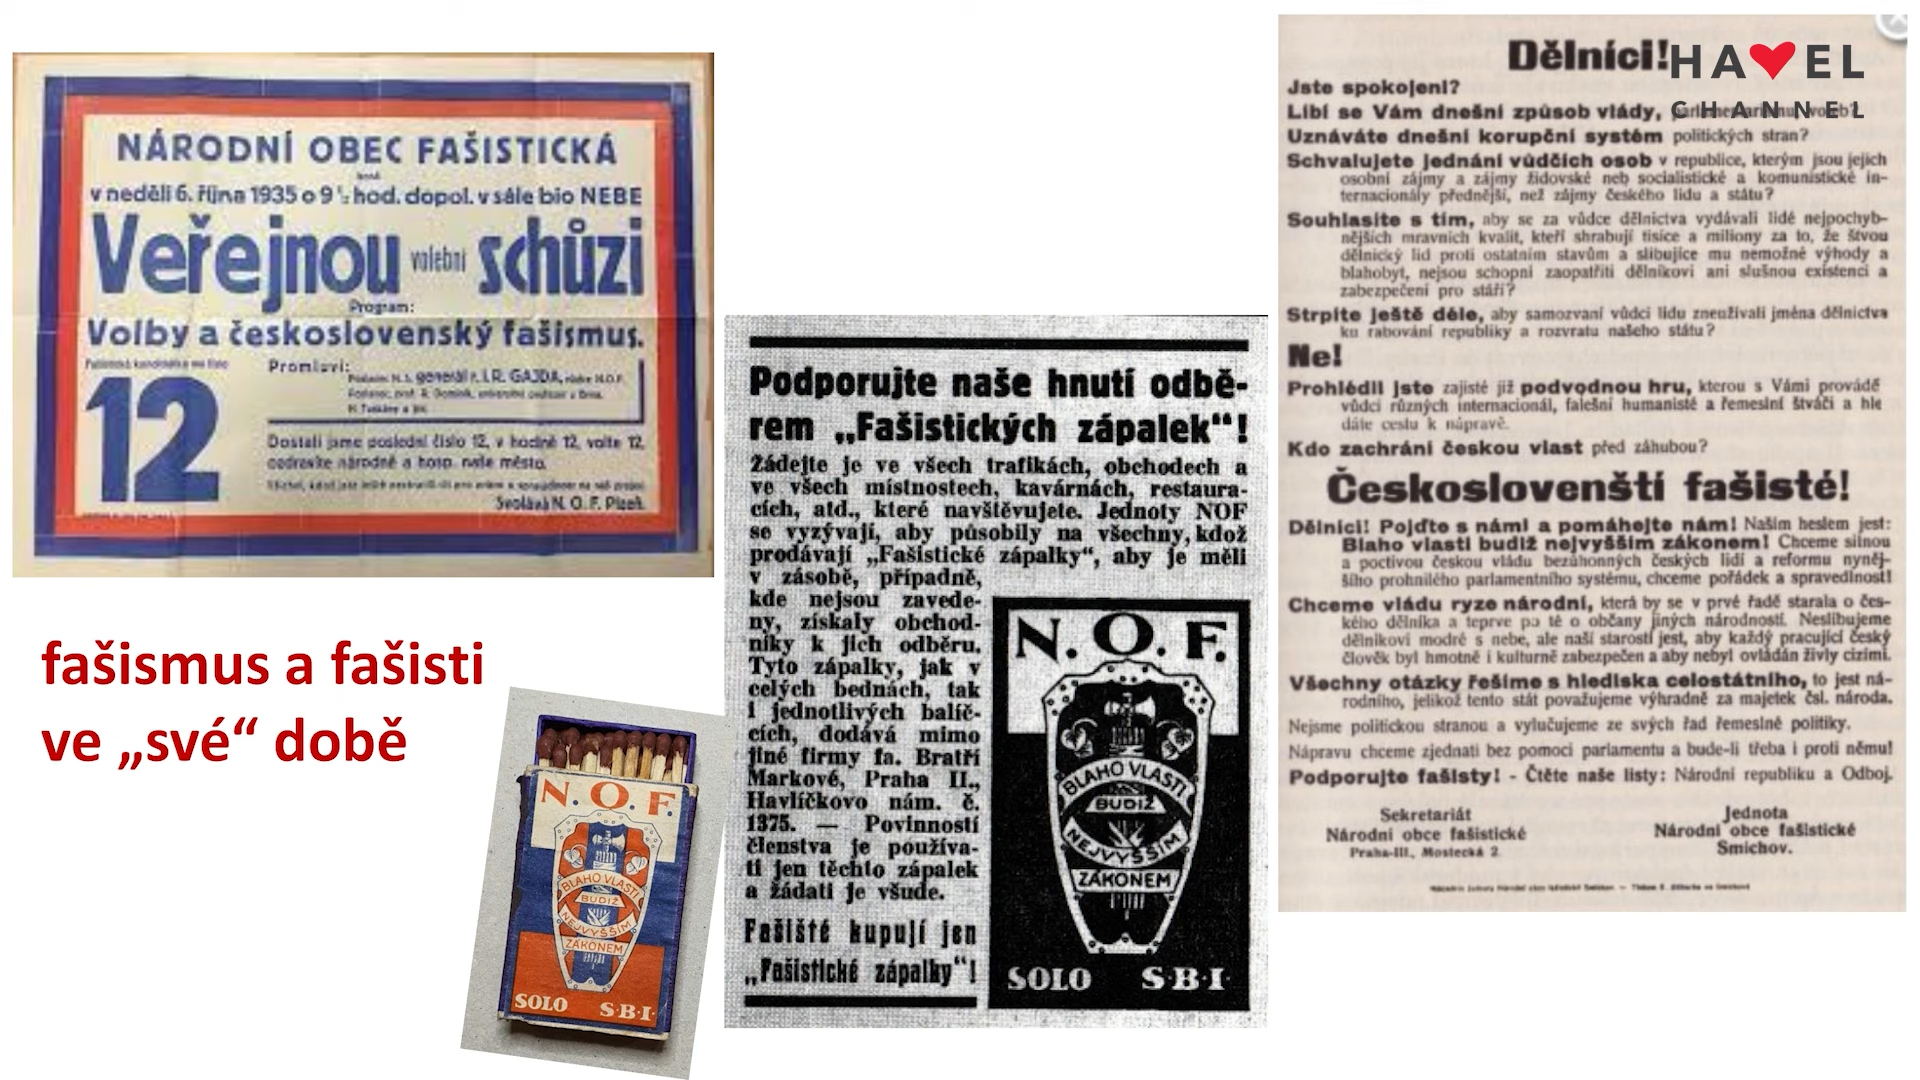 NÁRODNÍ OBEC FAŠISTICKÁ
v neděli 6. října 1935 o 9½ hod. dopol. v sále bio NEBE
Veřejnou volební schůzi
Program:
Volby a československý fašismus.
12
Promluví:
generál r. l. R. GAJDA,
Dostali jsme poslední číslo 12, v hodně 12, volte 12,
národně a hosp. naše město.
Svolává N. O. F. Plzeň.
fašismus a fašisti
ve „své“ době
N. O. F.
BLAHO VLASTI
BUDIŽ
NEJVYŠŠÍM
ZÁKONEM
SOLO S·B·I·
Podporujte naše hnutí odbě-
rem „Fašistických zápalek“!
Žádejte je ve všech trafikách, obchodech a
ve všech místnostech, kavárnách, restaura-
cích, atd., které navštěvujete. Jednoty NOF
se vyzývají, aby působily na všechny, kdož
prodávají „Fašistické zápalky“, aby je měli
v zásobě, případně,
kde nejsou zavede-
ny, získaly obchod-
níky k jich odběru.
Tyto zápalky, jak v
celých bednách, tak
i jednotlivých balíč-
cích, dodává mimo
jiné firmy fa. Bratří
Markové, Praha II.,
Havlíčkovo nám. č.
1375. — Povinností
členstva je používa-
ti jen těchto zápalek
a žádati je všude.
Fašisté kupují jen
„Fašistické zápalky“!
N. O. F.
BLAHO VLASTI
BUDIŽ
NEJVYŠŠÍM
ZÁKONEM
SOLO S·B·I·
HAVEL
CHANNEL
Dělníci!
Jste spokojeni?
Líbí se Vám dnešní způsob vlády,
Uznáváte dnešní korupční systém politických stran?
Schvalujete jednání vůdčích osob v republice, kterým jsou jejich
osobní zájmy a zájmy židovské neb socialistické a komunistické in-
ternacionály přednější, než zájmy českého lidu a státu?
Souhlasíte s tím, aby se za vůdce dělnictva vydávali lidé nejpochyb-
nějších mravních kvalit, kteří shrabují tisíce a miliony za to, že štvou
dělnický lid proti ostatním stavům a slibujíce mu nemožné výhody a
blahobyt, nejsou schopni zaopatřiti dělníkovi ani slušnou existenci a
zabezpečení pro stáří?
Strpíte ještě déle, aby samozvaní vůdci lidu zneužívali jména dělnictva
ku rabování republiky a rozvratu našeho státu?
Ne!
Prohlédli jste zajisté již podvodnou hru, kterou s Vámi provádě
vůdci různých internacionál, falešní humanisté a řemeslní štváči a hle
dáte cestu k nápravě.
Kdo zachrání českou vlast před záhubou?
Českoslovenští fašisté!
Dělníci! Pojďte s námi a pomáhejte nám! Naším heslem jest:
Blaho vlasti budiž nejvyšším zákonem! Chceme silnou
a poctivou českou vládu bezúhonných českých lidí a reformu nyněj-
šího prohnilého parlamentního systému, chceme pořádek a spravedlnost!
Chceme vládu ryze národní, která by se v prvé řadě starala o čes-
kého dělníka a teprve po té o občany jiných národností. Neslibujeme
dělníkovi modré s nebe, ale naší starostí jest, aby každý pracující český
člověk byl hmotně i kulturně zabezpečen a aby nebyl ovládán živly cizími.
Všechny otázky řešíme s hlediska celostátního, to jest ná-
rodního, jelikož tento stát považujeme výhradně za majetek čsl. národa.
Nejsme politickou stranou a vylučujeme ze svých řad řemeslné politiky.
Nápravu chceme zjednati bez pomoci parlamentu a bude-li třeba i proti němu!
Podporujte fašisty! - Čtěte naše listy: Národní republiku a Odboj.
Sekretariát
Národní obce fašistické
Praha-III., Mostecká 2.
Jednota
Národní obce fašistické
Smíchov.